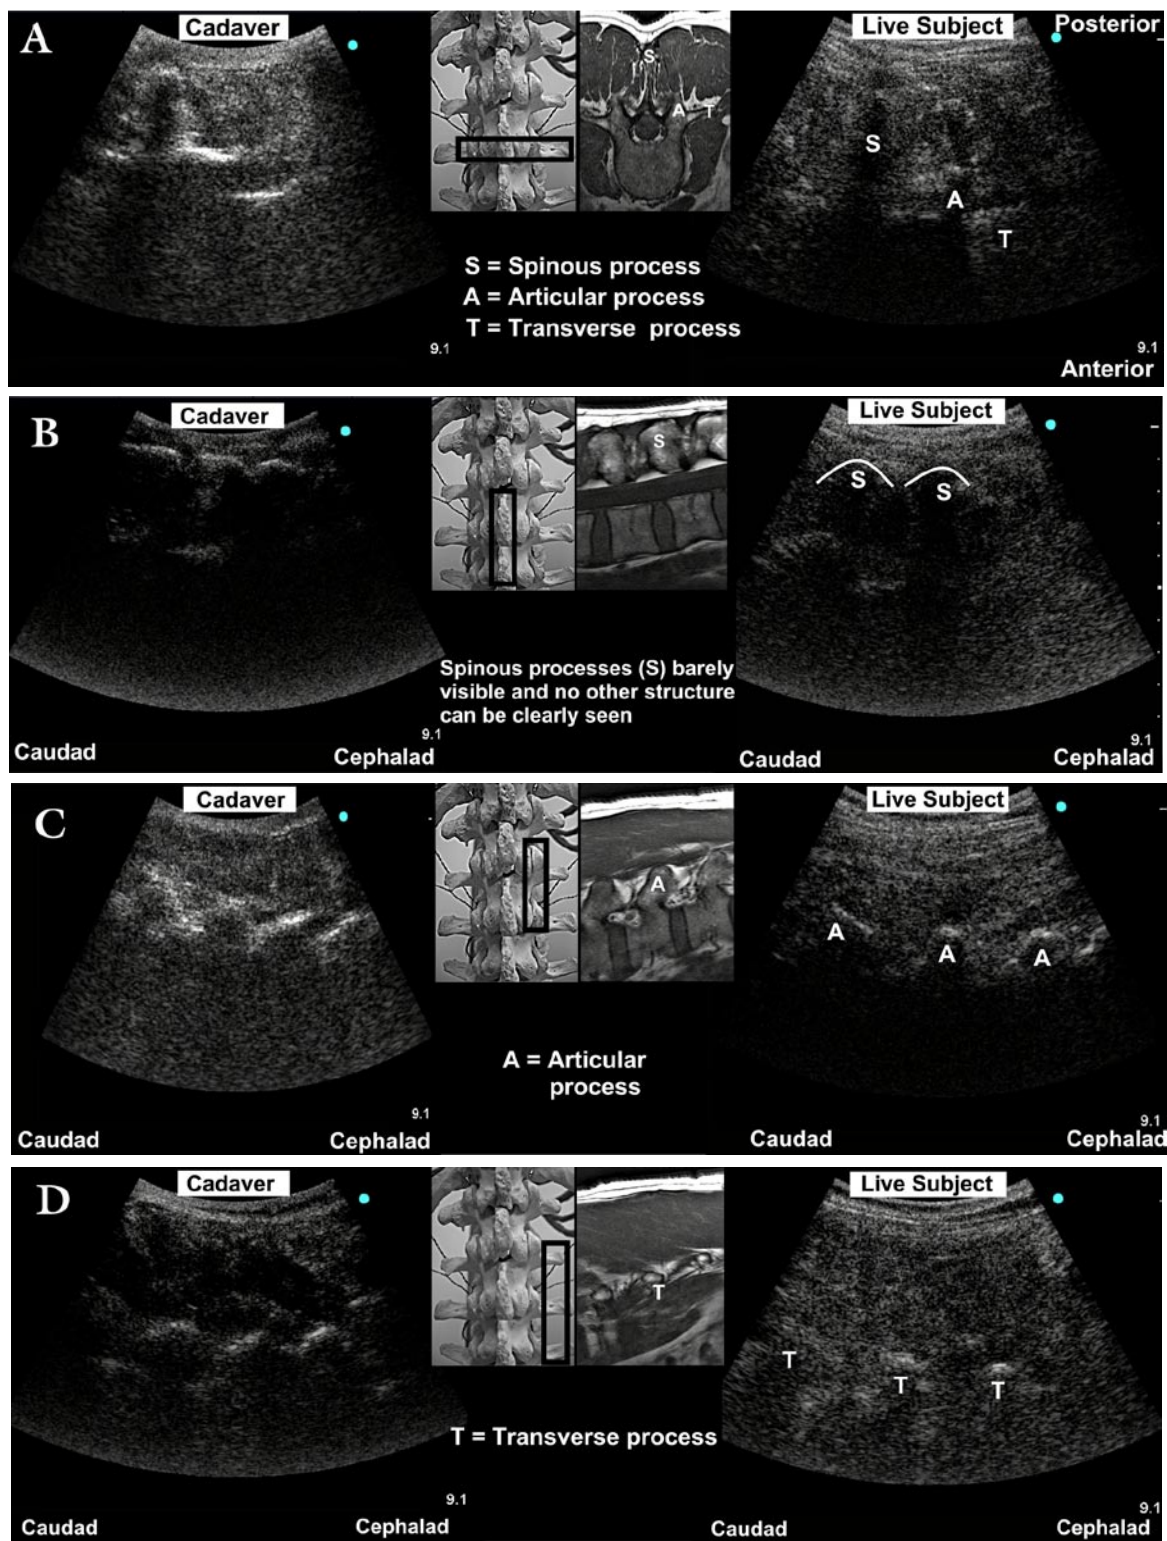 A
Cadaver
S
A
T
Live Subject
Posterior
S
A
T
S = Spinous process
A = Articular process
T = Transverse process
9.1
9.1
Anterior
B
Cadaver
S
Live Subject
S
S
Spinous processes (S) barely
visible and no other structure
can be clearly seen
9.1
9.1
Caudad
Cephalad
Caudad
Cephalad
C
Cadaver
A
Live Subject
A
A
A
A = Articular
process
9.1
9.1
Caudad
Cephalad
Caudad
Cephalad
D
Cadaver
T
Live Subject
T
T
T
T = Transverse process
9.1
9.1
Caudad
Cephalad
Caudad
Cephalad